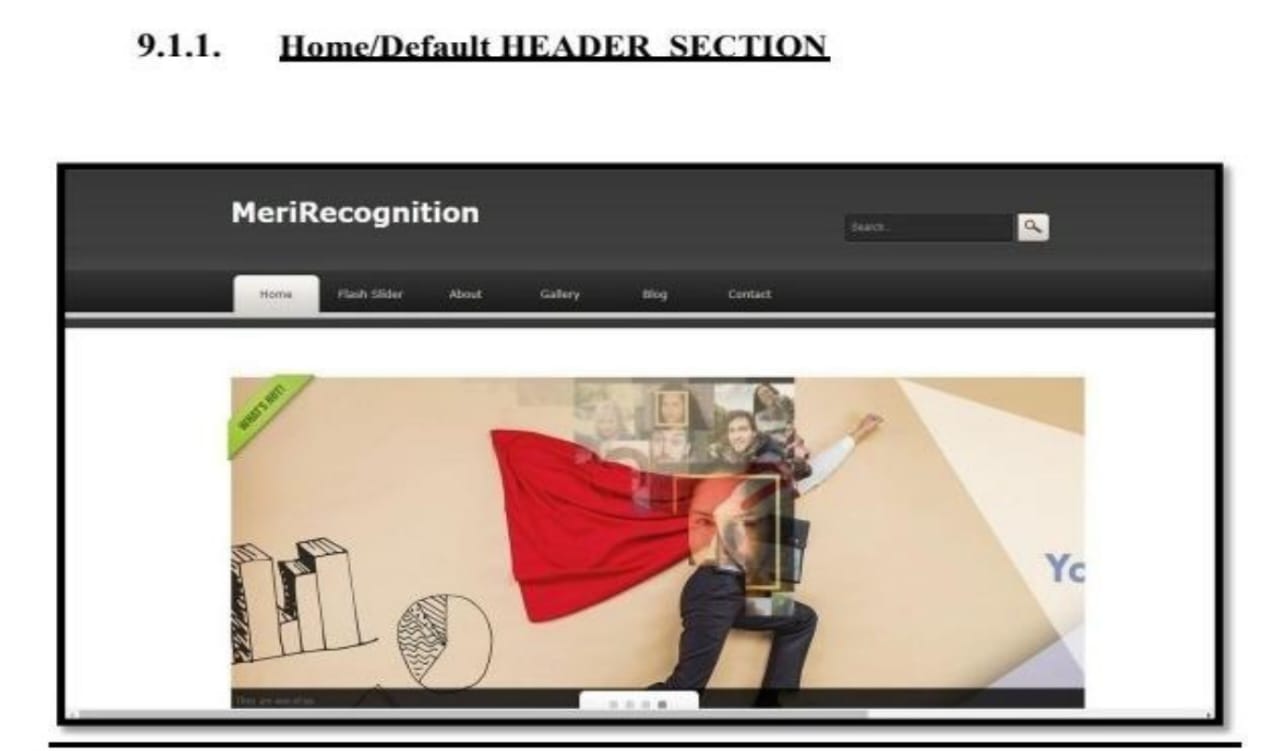 9.1.1. Home/Default HEADER SECTION
MeriRecognition
Search...
Home Flash Slider About Gallery Blog Contact
WHAT'S HOT!
Yo